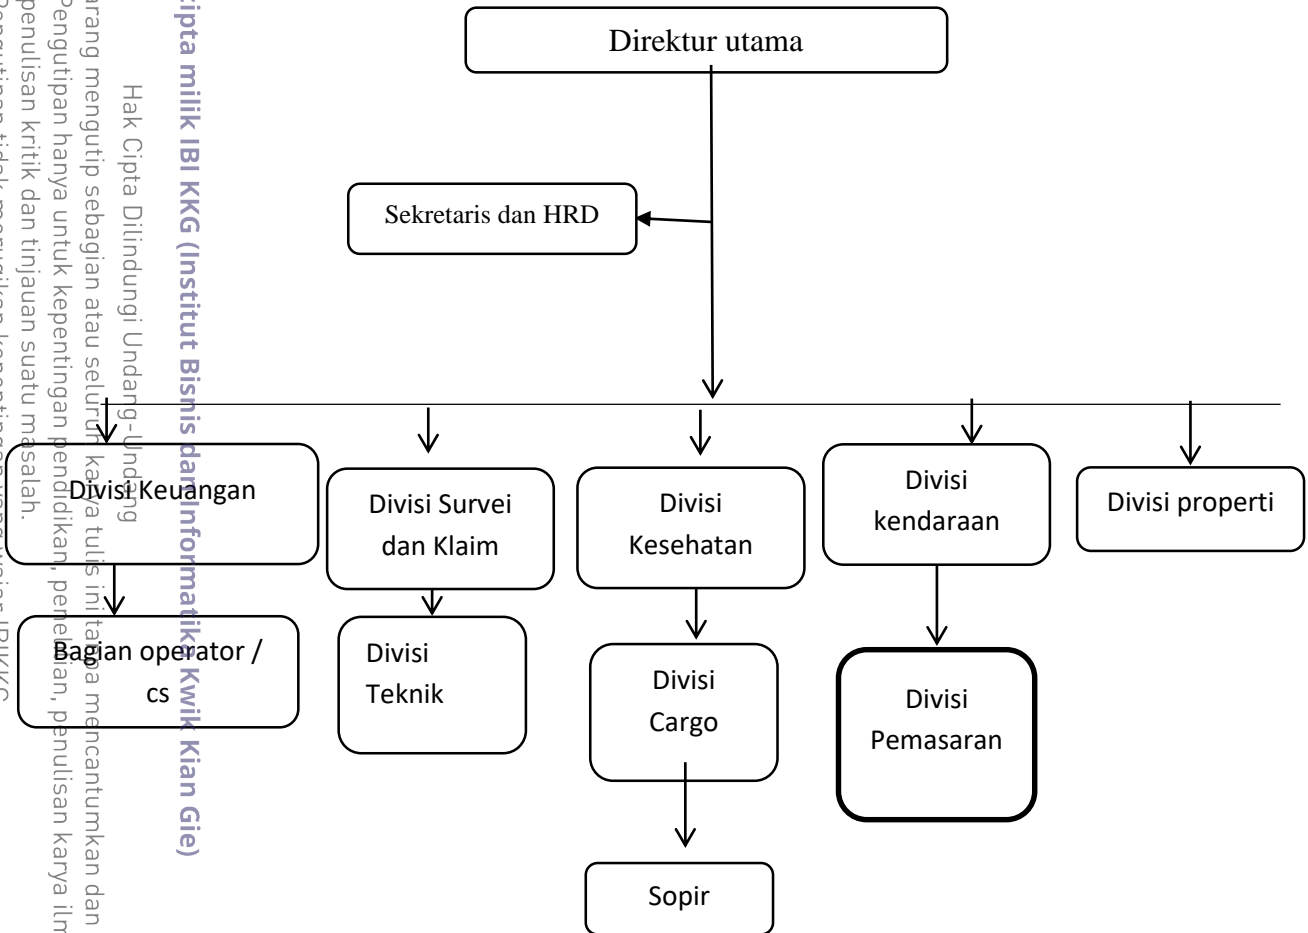 Direktur utama
Sekretaris dan HRD
Divisi Keuangan
Divisi Survei
dan Klaim
Divisi
Kesehatan
Divisi
kendaraan
Divisi properti
Bagian operator /
cs
Divisi
Teknik
Divisi
Cargo
Divisi
Pemasaran
Sopir
cipta milik IBI KKG (Institut Bisnis dan Informatika Kwik Kian Gie)
Hak Cipta Dilindungi Undang-Undang
arang mengutip sebagian atau seluruh karya tulis ini tanpa mencantumkan dan
Pengutipan hanya untuk kepentingan pendidikan, penelitian, penulisan karya ilm
penulisan kritik dan tinjauan suatu masalah.